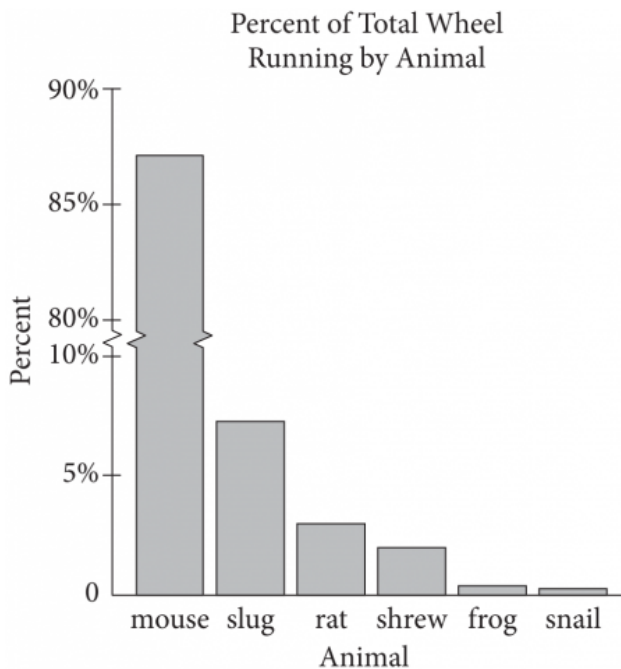 Percent of Total Wheel
Running by Animal
90%
85%
80%
10%
5%
0
Percent
mouse slug rat shrew frog snail
Animal